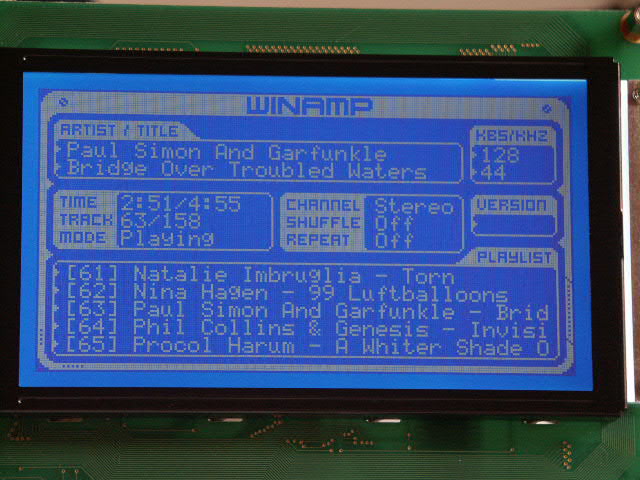 WINAMP
ARTIST / TITLE
Paul Simon And Garfunkle
Bridge Over Troubled Waters
KBS/KHZ
128
44
TIME 2:51/4:55
TRACK 63/158
MODE Playing
CHANNEL Stereo
SHUFFLE Off
REPEAT Off
VERSION
PLAYLIST
[61] Natalie Imbruglia - Torn
[62] Nina Hagen - 99 Luftballoons
[63] Paul Simon And Garfunkle - Brid
[64] Phil Collins & Genesis - Invisi
[65] Procol Harum - A Whiter Shade O